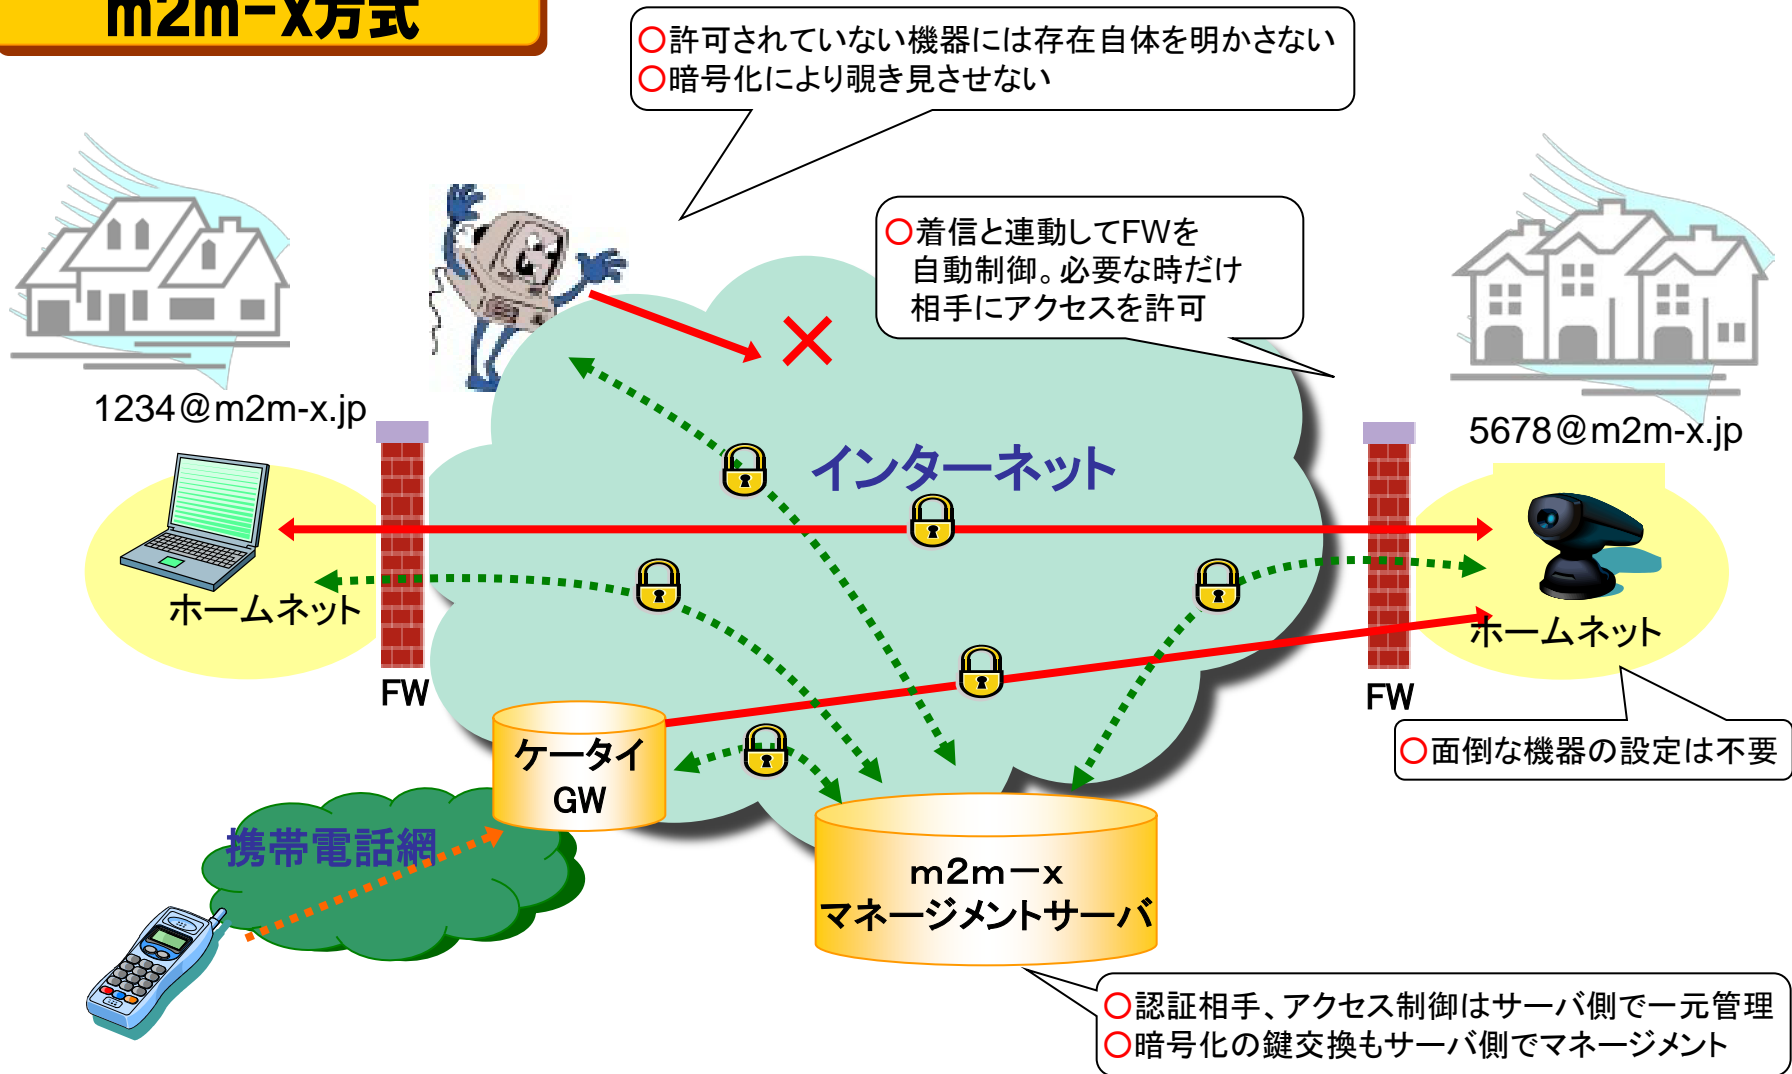 m2m−x方式
○許可されていない機器には存在自体を明かさない
○暗号化により覗き見させない
○着信と連動してFWを
自動制御。必要な時だけ
相手にアクセスを許可
1234@m2m-x.jp
5678@m2m-x.jp
インターネット
ホームネット
ホームネット
FW
FW
○面倒な機器の設定は不要
ケータイ
GW
携帯電話網
m2m−x
マネージメントサーバ
○認証相手、アクセス制御はサーバ側で一元管理
○暗号化の鍵交換もサーバ側でマネージメント